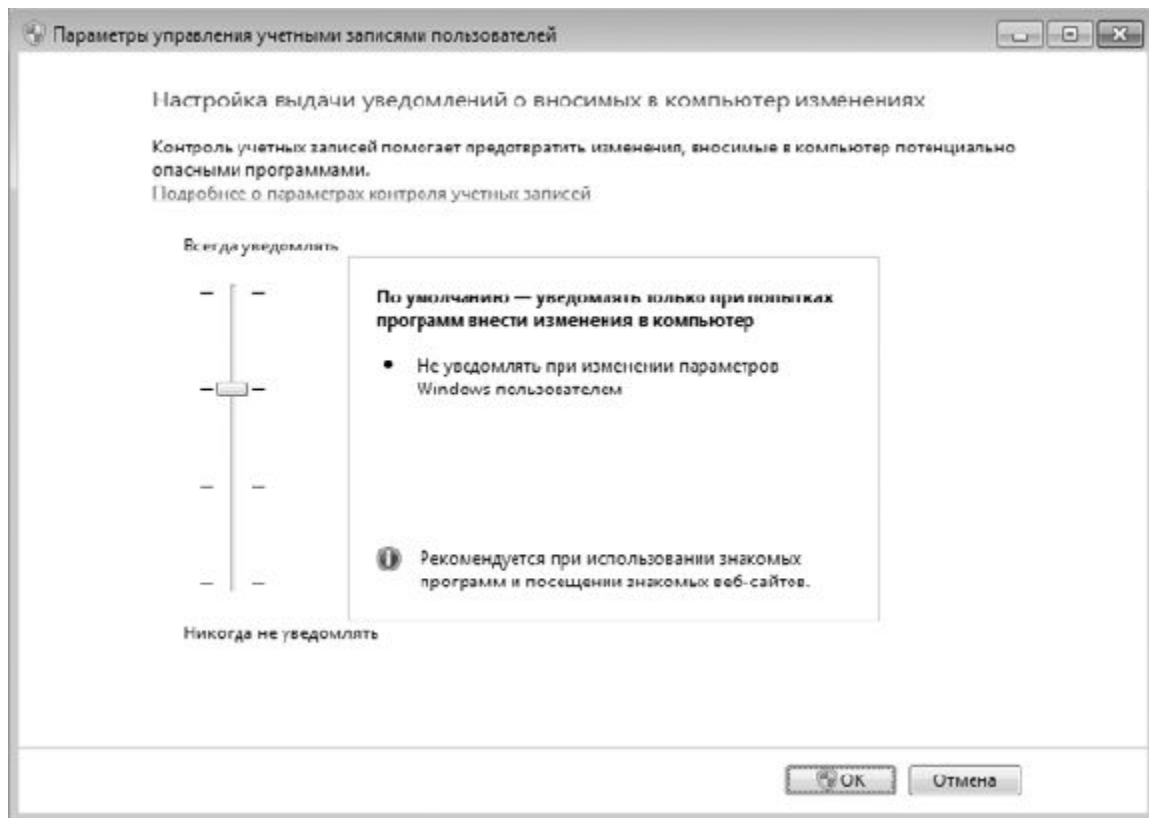 Параметры управления учетными записями пользователей
Настройка выдачи уведомлений о вносимых в компьютер изменениях
Контроль учетных записей помогает предотвратить изменения, вносимые в компьютер потенциально
опасными программами.
Подробнее о параметрах контроля учетных записей
Всегда уведомлять
По умолчанию — уведомлять только при попытках
программ внести изменения в компьютер
• Не уведомлять при изменении параметров
Windows пользователем
Рекомендуется при использовании знакомых
программ и посещении знакомых веб-сайтов.
Никогда не уведомлять
OK
Отмена